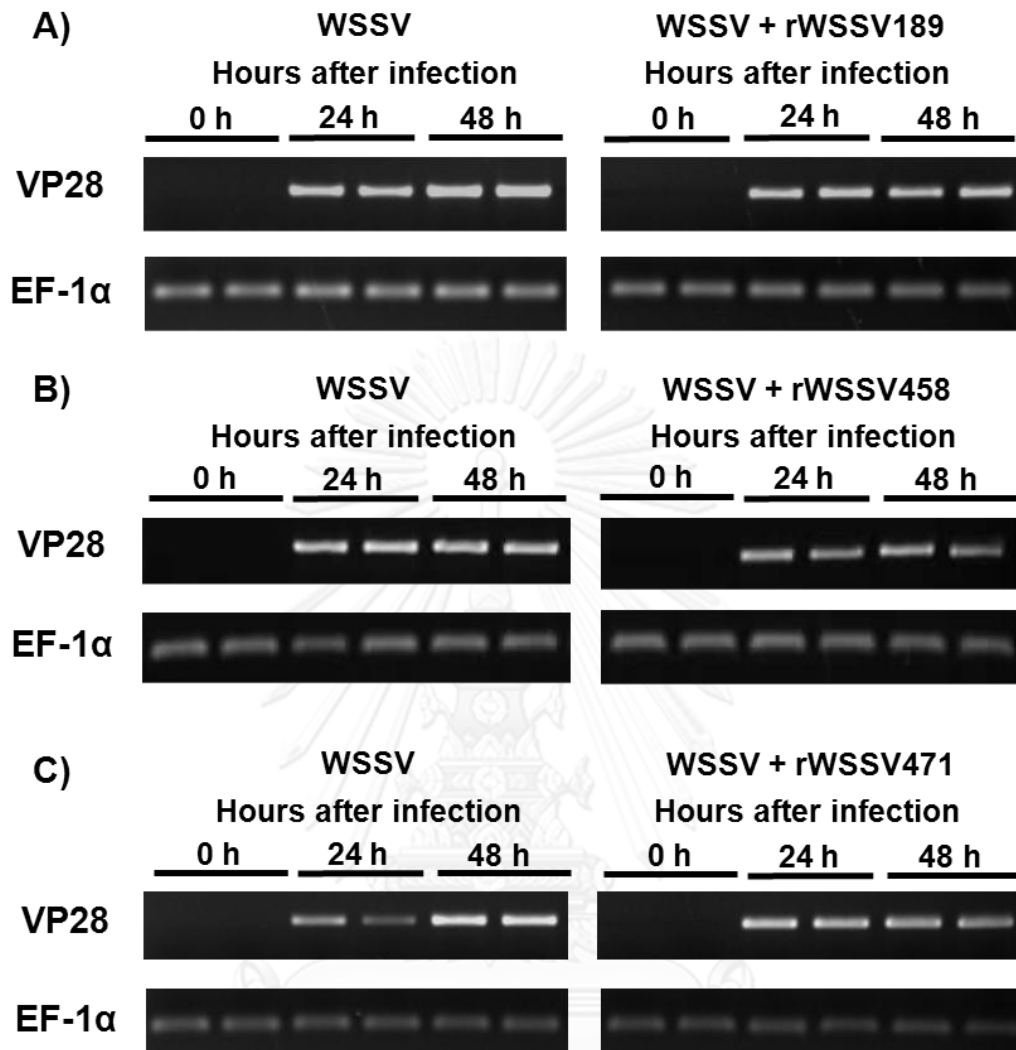 A)
WSSV
WSSV + rWSSV189
Hours after infection
Hours after infection
0 h 24 h 48 h
0 h 24 h 48 h
VP28
EF-1α
B)
WSSV
WSSV + rWSSV458
Hours after infection
Hours after infection
0 h 24 h 48 h
0 h 24 h 48 h
VP28
EF-1α
C)
WSSV
WSSV + rWSSV471
Hours after infection
Hours after infection
0 h 24 h 48 h
0 h 24 h 48 h
VP28
EF-1α